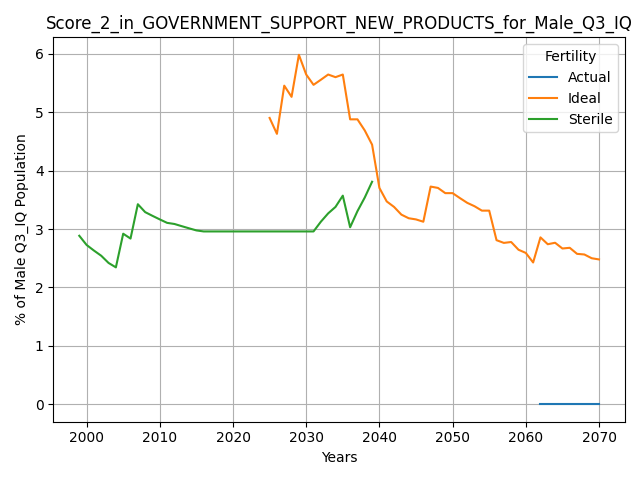 Score_2_in_GOVERNMENT_SUPPORT_NEW_PRODUCTS_for_Male_Q3_IQ
Fertility
Actual
Ideal
Sterile
% of Male Q3_IQ Population
6
5
4
3
2
1
0
2000 2010 2020 2030 2040 2050 2060 2070
Years